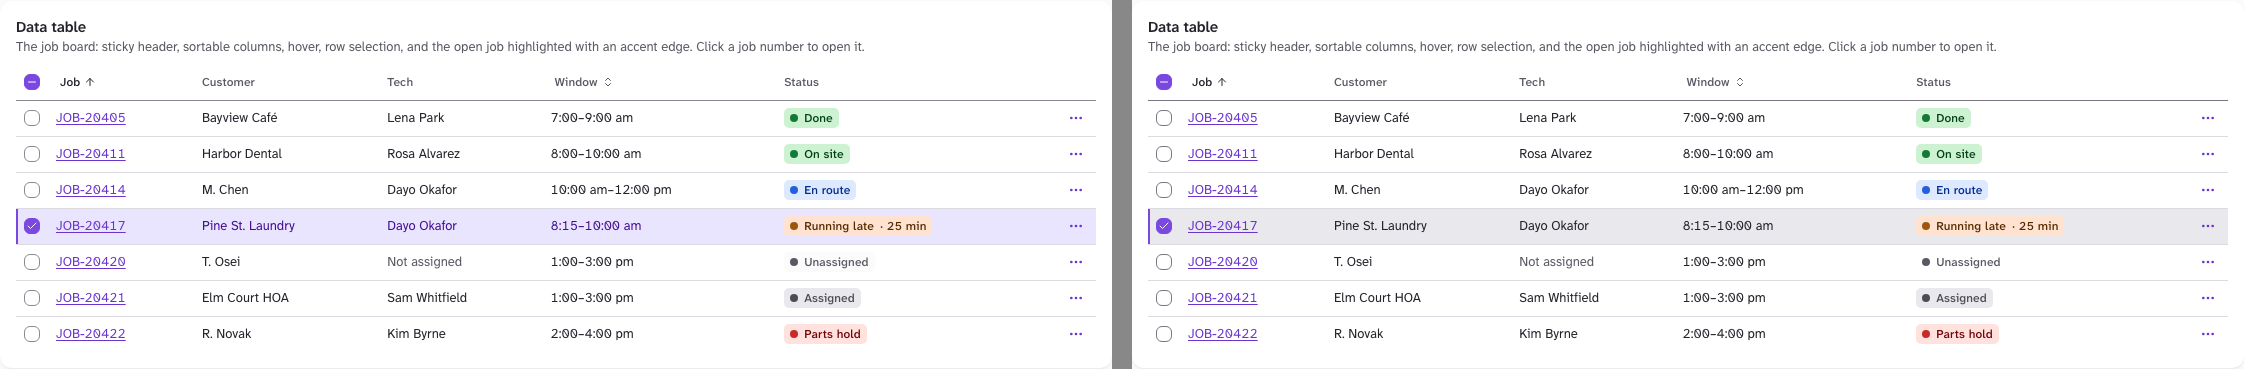 Data table
The job board: sticky header, sortable columns, hover, row selection, and the open job highlighted with an accent edge. Click a job number to open it.
Job ↑ Customer Tech Window Status
JOB-20405 Bayview Café Lena Park 7:00–9:00 am Done
JOB-20411 Harbor Dental Rosa Alvarez 8:00–10:00 am On site
JOB-20414 M. Chen Dayo Okafor 10:00 am–12:00 pm En route
JOB-20417 Pine St. Laundry Dayo Okafor 8:15–10:00 am Running late · 25 min
JOB-20420 T. Osei Not assigned 1:00–3:00 pm Unassigned
JOB-20421 Elm Court HOA Sam Whitfield 1:00–3:00 pm Assigned
JOB-20422 R. Novak Kim Byrne 2:00–4:00 pm Parts hold
Data table
The job board: sticky header, sortable columns, hover, row selection, and the open job highlighted with an accent edge. Click a job number to open it.
Job ↑ Customer Tech Window Status
JOB-20405 Bayview Café Lena Park 7:00–9:00 am Done
JOB-20411 Harbor Dental Rosa Alvarez 8:00–10:00 am On site
JOB-20414 M. Chen Dayo Okafor 10:00 am–12:00 pm En route
JOB-20417 Pine St. Laundry Dayo Okafor 8:15–10:00 am Running late · 25 min
JOB-20420 T. Osei Not assigned 1:00–3:00 pm Unassigned
JOB-20421 Elm Court HOA Sam Whitfield 1:00–3:00 pm Assigned
JOB-20422 R. Novak Kim Byrne 2:00–4:00 pm Parts hold